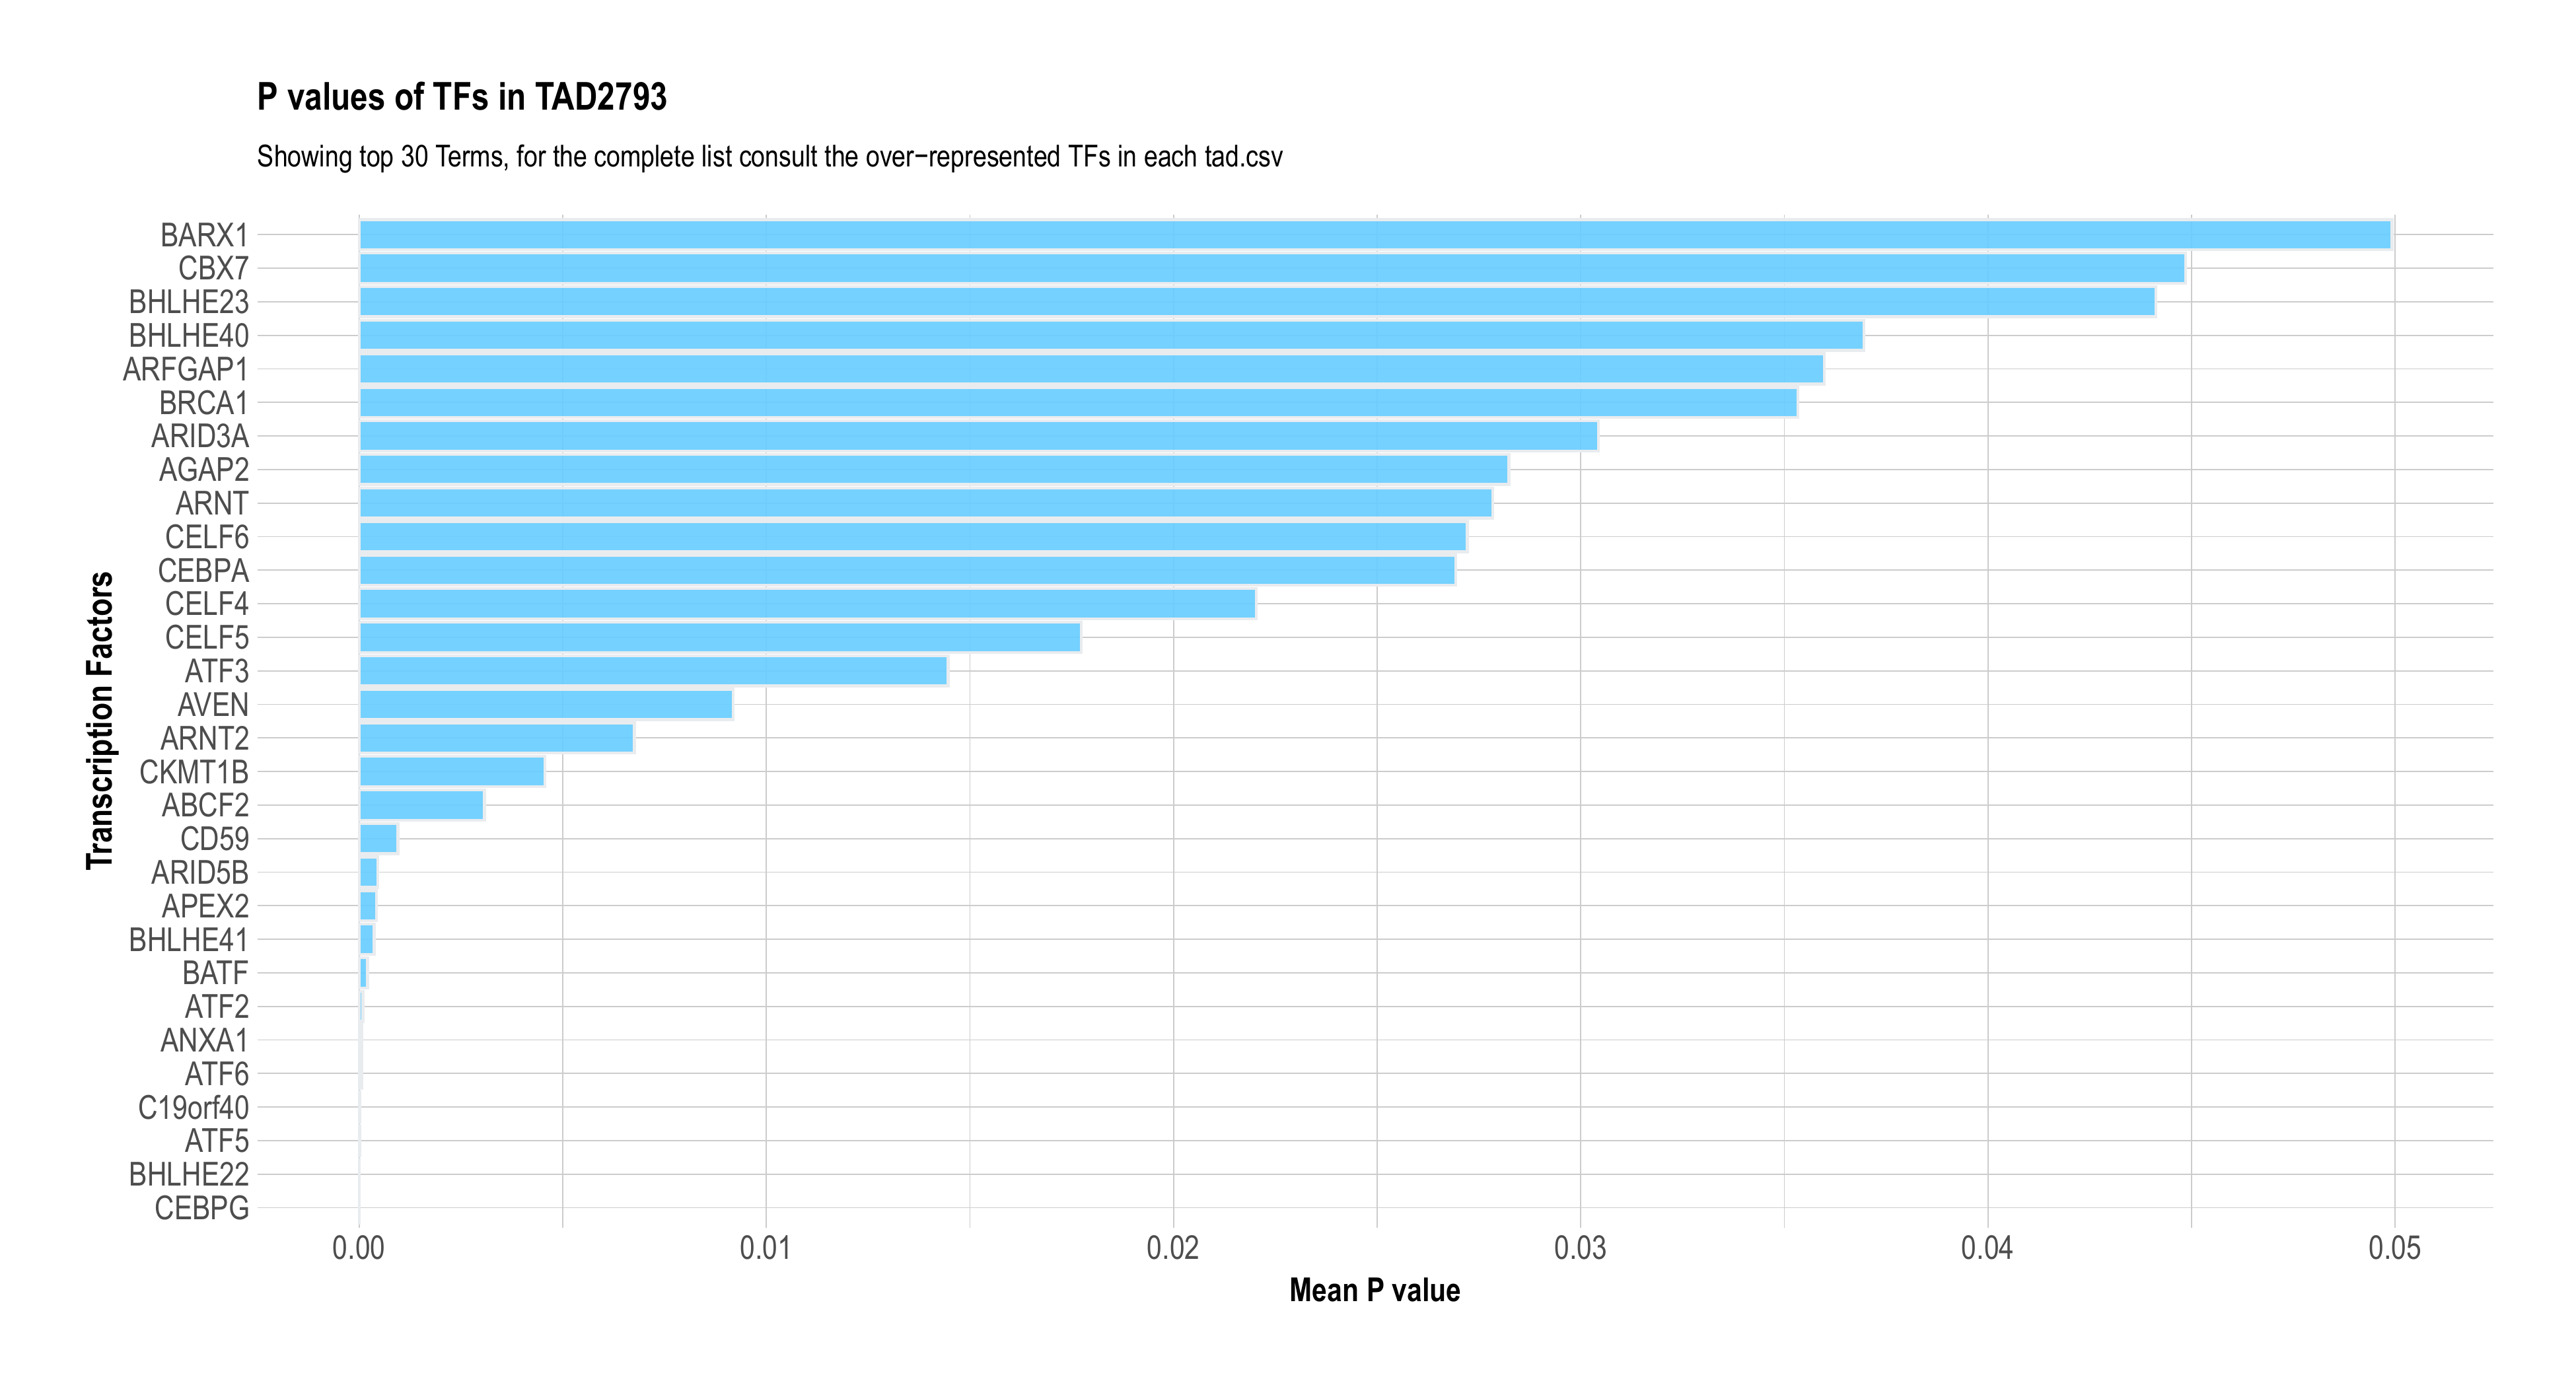 P values of TFs in TAD2793
Showing top 30 Terms, for the complete list consult the over−represented TFs in each tad.csv
Transcription Factors
BARX1
CBX7
BHLHE23
BHLHE40
ARFGAP1
BRCA1
ARID3A
AGAP2
ARNT
CELF6
CEBPA
CELF4
CELF5
ATF3
AVEN
ARNT2
CKMT1B
ABCF2
CD59
ARID5B
APEX2
BHLHE41
BATF
ATF2
ANXA1
ATF6
C19orf40
ATF5
BHLHE22
CEBPG
0.00 0.01 0.02 0.03 0.04 0.05
Mean P value